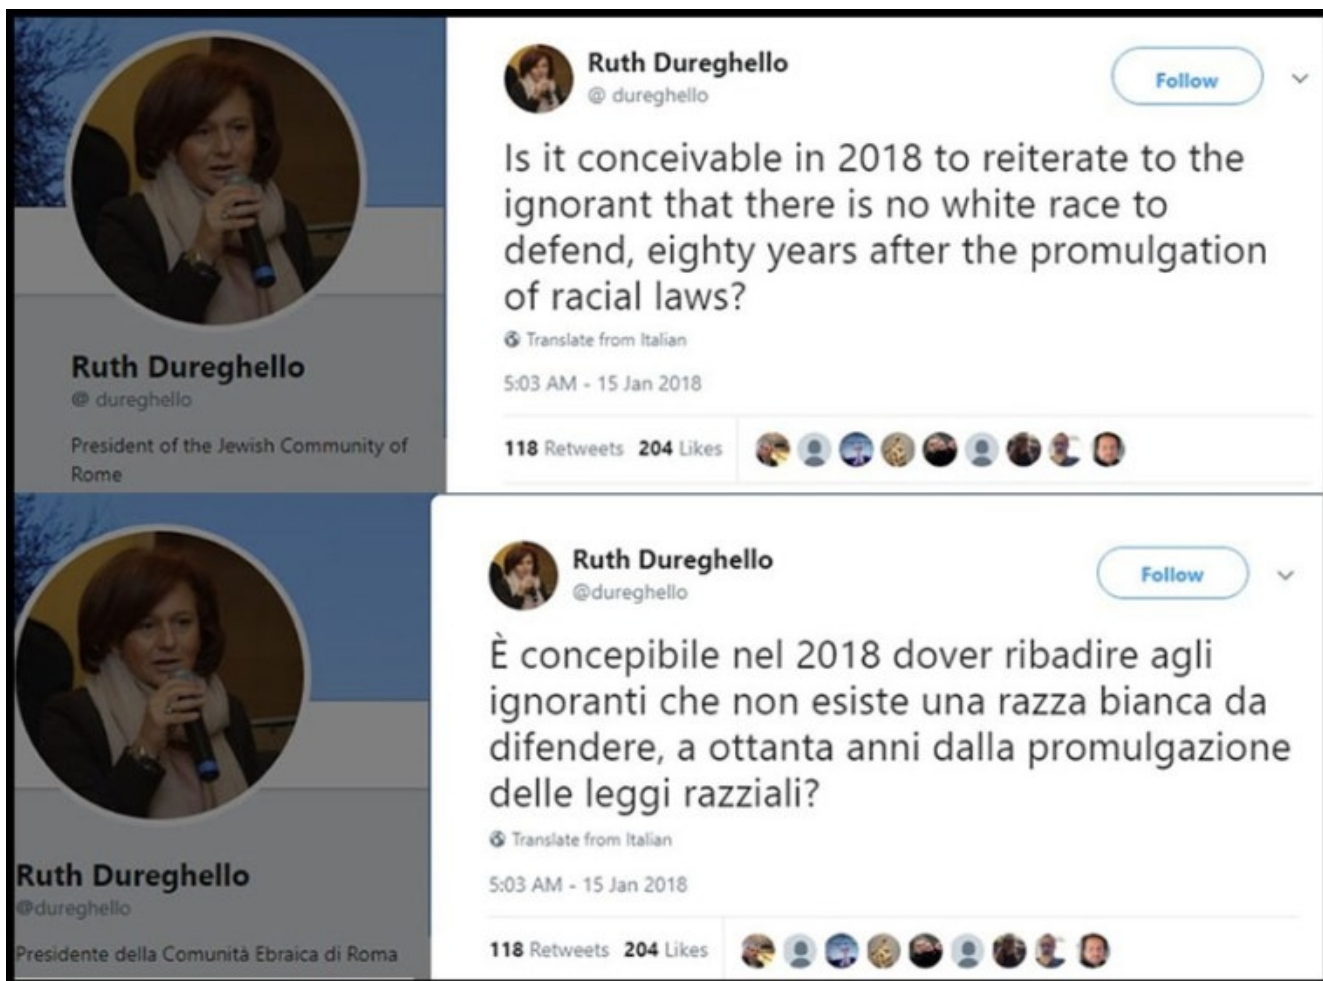 Ruth Dureghello
@ dureghello
Follow
Is it conceivable in 2018 to reiterate to the
ignorant that there is no white race to
defend, eighty years after the promulgation
of racial laws?
Translate from Italian
5:03 AM - 15 Jan 2018
118 Retweets 204 Likes
Ruth Dureghello
@ dureghello
President of the Jewish Community of
Rome
Ruth Dureghello
@dureghello
Follow
È concepibile nel 2018 dover ribadire agli
ignoranti che non esiste una razza bianca da
difendere, a ottanta anni dalla promulgazione
delle leggi razziali?
Translate from Italian
5:03 AM - 15 Jan 2018
118 Retweets 204 Likes
Ruth Dureghello
@dureghello
Presidente della Comunità Ebraica di Roma